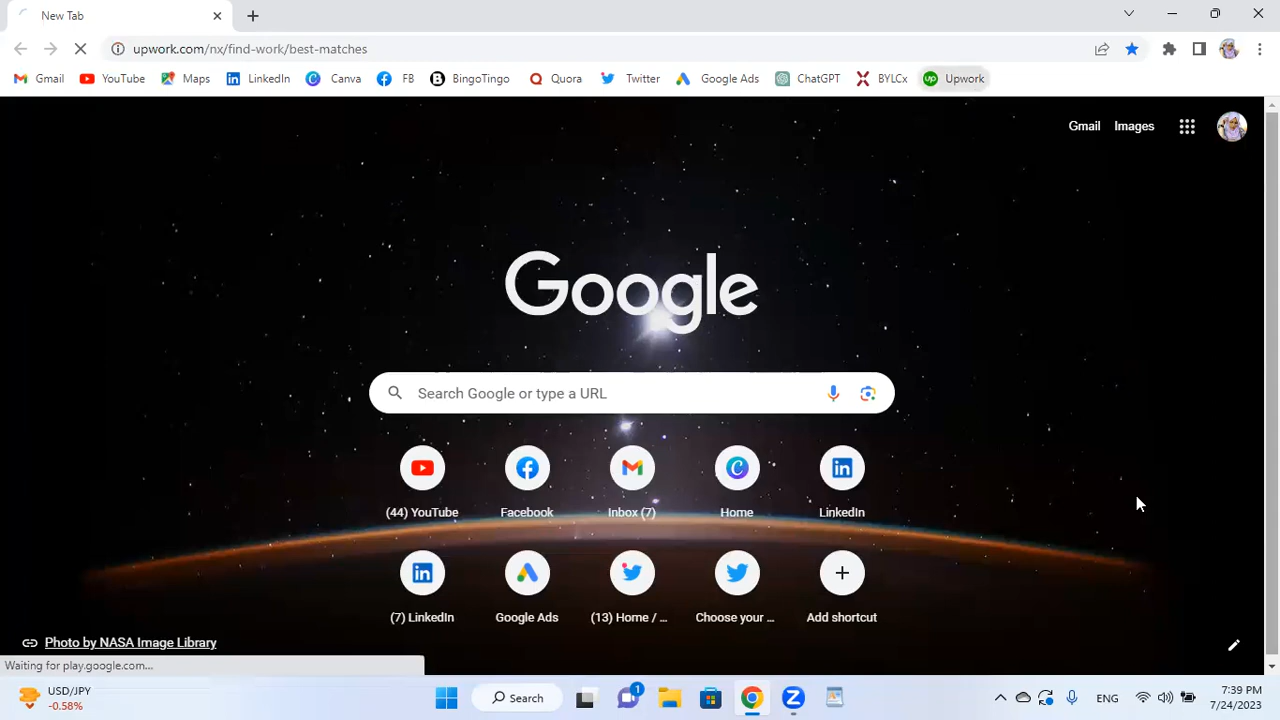 New Tab
upwork.com/nx/find-work/best-matches
Gmail YouTube Maps LinkedIn Canva FB BingoTingo Quora Twitter Google Ads ChatGPT BYLCx Upwork
Gmail Images
Google
Search Google or type a URL
(44) YouTube Facebook Inbox (7) Home LinkedIn
(7) LinkedIn Google Ads (13) Home / ... Choose your ... Add shortcut
Photo by NASA Image Library
Waiting for play.google.com...
USD/JPY
-0.58%
Search
1
ENG
7:39 PM
7/24/2023